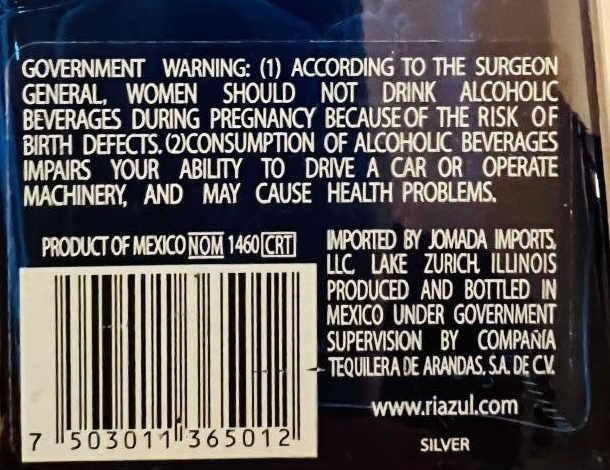 GOVERNMENT WARNING: (1) ACCORDING TO THE SURGEON
GENERAL, WOMEN SHOULD NOT DRINK ALCOHOLIC
BEVERAGES DURING PREGNANCY BECAUSE OF THE RISK OF
BIRTH DEFECTS. (2)CONSUMPTION OF ALCOHOLIC BEVERAGES
IMPAIRS YOUR ABILITY TO DRIVE A CAR OR OPERATE
MACHINERY, AND MAY CAUSE HEALTH PROBLEMS.
PRODUCT OF MEXICO NOM 1460 CRT
7 503011 365012
IMPORTED BY JOMADA IMPORTS,
LLC, LAKE ZURICH, ILLINOIS
PRODUCED AND BOTTLED IN
MEXICO UNDER GOVERNMENT
SUPERVISION BY COMPAÑÍA
TEQUILERA DE ARANDAS, S.A. DE C.V.
www.riazul.com
SILVER